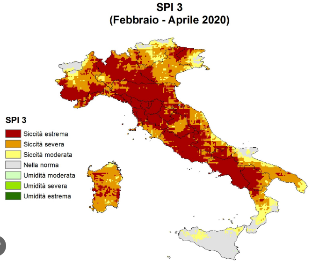 SPI 3
(Febbraio - Aprile 2020)
SPI 3
Siccità estrema
Siccità severa
Siccità moderata
Nella norma
Umidità moderata
Umidità severa
Umidità estrema